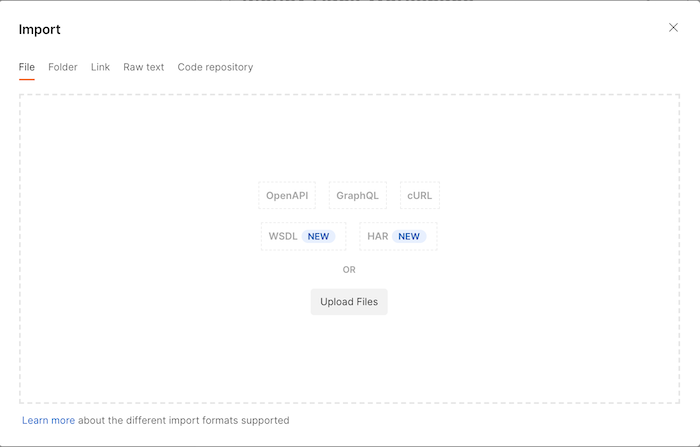 Import
File Folder Link Raw text Code repository
OpenAPI GraphQL cURL
WSDL NEW HAR NEW
OR
Upload Files
Learn more about the different import formats supported